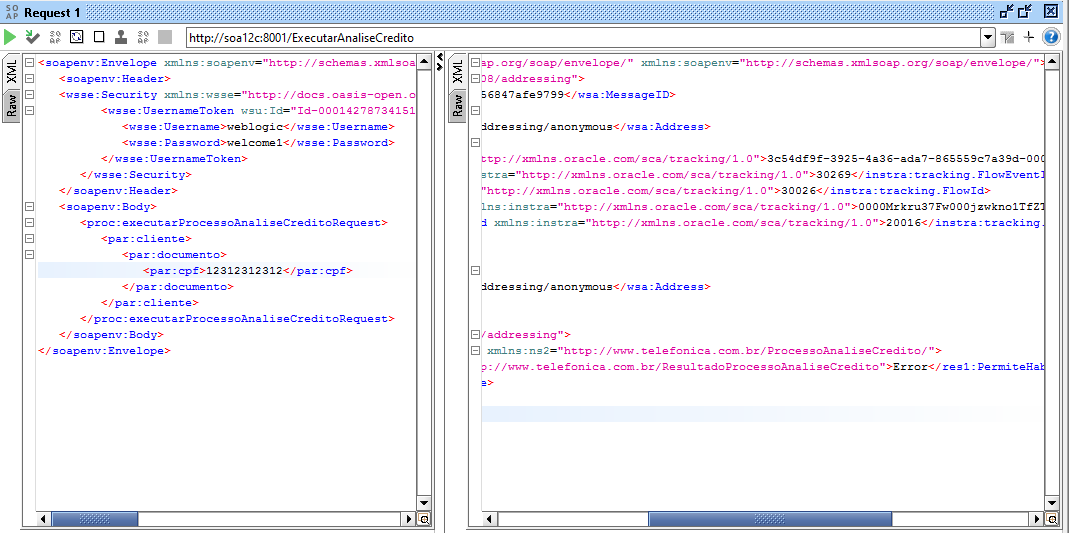 SO AP Request 1
SO AP
SO AP
http://soa12c:8001/ExecutarAnaliseCredito
XML
Raw
<soapenv:Envelope xmlns:soapenv="http://schemas.xmlsoa
<soapenv:Header>
<wsse:Security xmlns:wsse="http://docs.oasis-open.o
<wsse:UsernameToken wsu:Id="Id-00014278734151
<wsse:Username>weblogic</wsse:Username>
<wsse:Password>welcome1</wsse:Password>
</wsse:UsernameToken>
</wsse:Security>
</soapenv:Header>
<soapenv:Body>
<proc:executarProcessoAnaliseCreditoRequest>
<par:cliente>
<par:documento>
<par:cpf>12312312312</par:cpf>
</par:documento>
</par:cliente>
</proc:executarProcessoAnaliseCreditoRequest>
</soapenv:Body>
</soapenv:Envelope>
XML
Raw
ap.org/soap/envelope/" xmlns:soapenv="http://schemas.xmlsoap.org/soap/envelope/">
08/addressing">
56847afe9799</wsa:MessageID>
ddressing/anonymous</wsa:Address>
ttp://xmlns.oracle.com/sca/tracking/1.0">3c54df9f-3925-4a36-ada7-865559c7a39d-000
stra="http://xmlns.oracle.com/sca/tracking/1.0">30269</instra:tracking.FlowEventI
"http://xmlns.oracle.com/sca/tracking/1.0">30026</instra:tracking.FlowId>
lns:instra="http://xmlns.oracle.com/sca/tracking/1.0">0000Mrkru37Fw000jzwkno1TfZT
d xmlns:instra="http://xmlns.oracle.com/sca/tracking/1.0">20016</instra:tracking.
ddressing/anonymous</wsa:Address>
/addressing">
xmlns:ns2="http://www.telefonica.com.br/ProcessoAnaliseCredito/">
p://www.telefonica.com.br/ResultadoProcessoAnaliseCredito">Error</res1:PermiteHab
e>